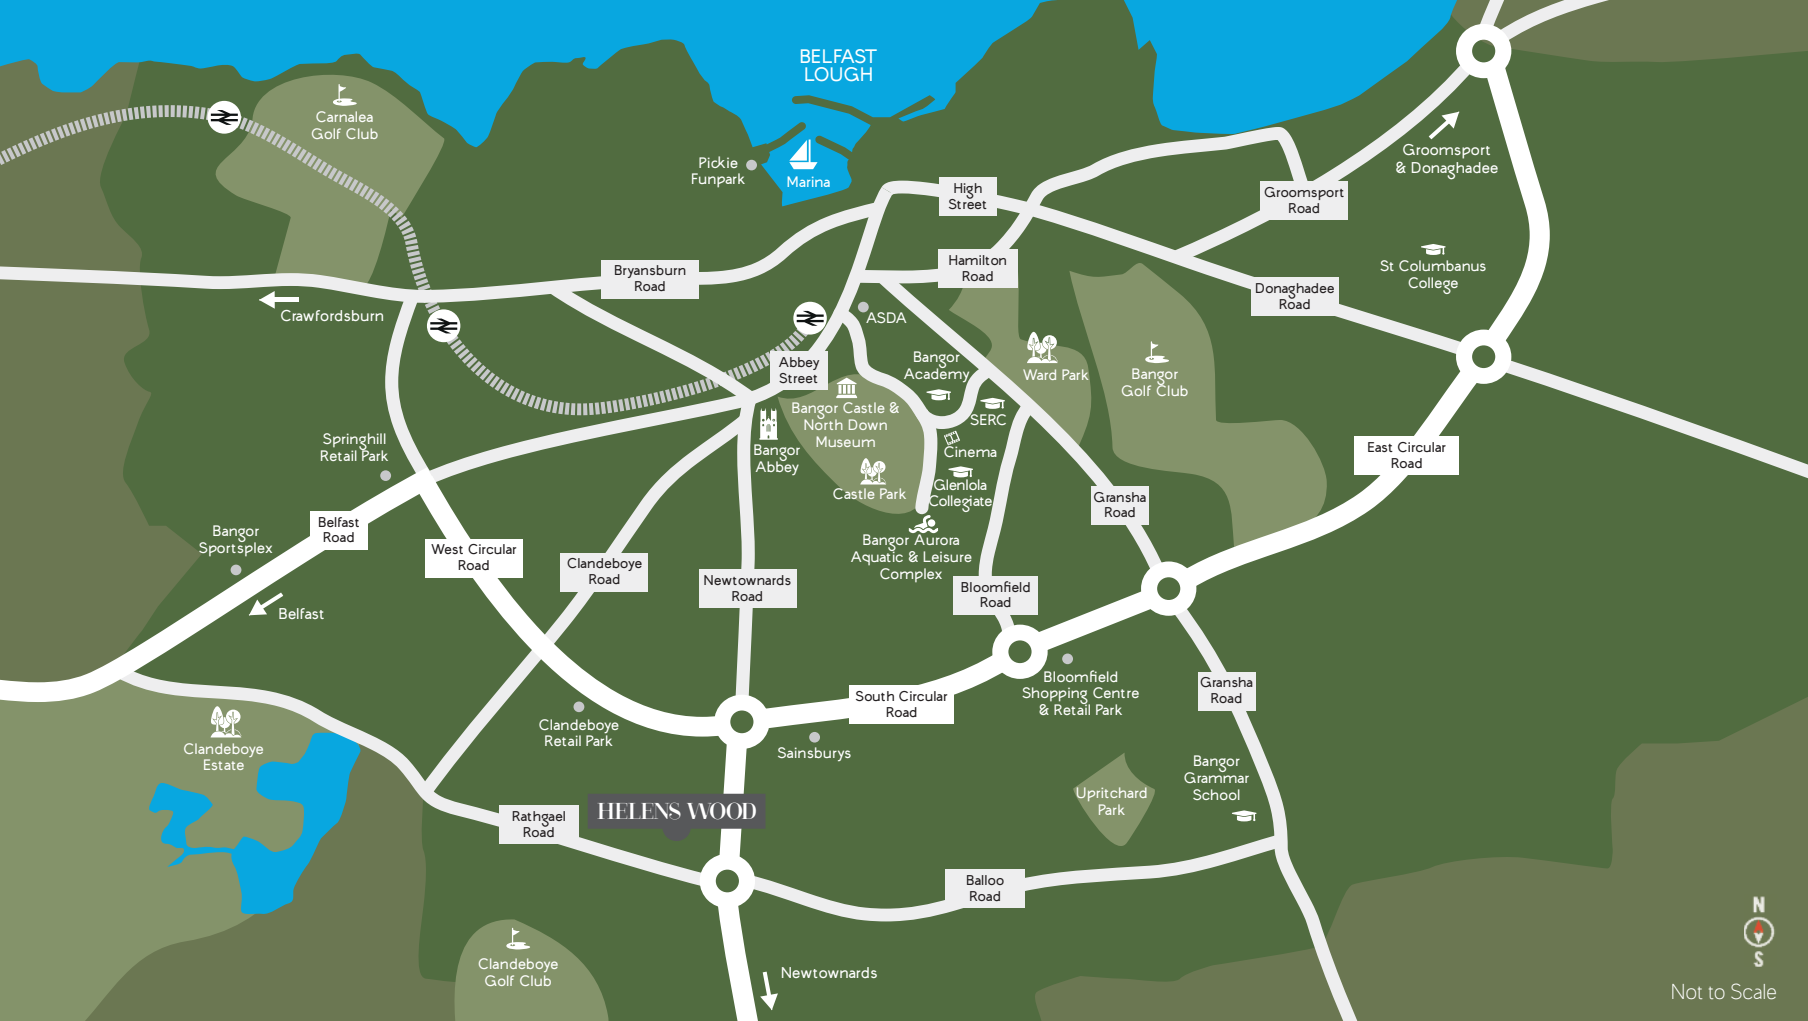 BELFAST
LOUGH
Carnalea
Golf Club
Pickie
Funpark
Marina
High
Street
Groomsport
Road
Groomsport
& Donaghadee
Bryansburn
Road
Hamilton
Road
St Columbanus
College
Donaghadee
Road
Crawfordsburn
ASDA
Abbey
Street
Bangor
Academy
Ward Park
Bangor
Golf Club
Bangor Castle &
North Down
Museum
SERC
Springhill
Retail Park
Bangor
Abbey
Cinema
East Circular
Road
Castle Park
Glenlola
Collegiate
Gransha
Road
Belfast
Road
Bangor
Sportsplex
West Circular
Road
Clandeboye
Road
Newtownards
Road
Bangor Aurora
Aquatic & Leisure
Complex
Bloomfield
Road
Belfast
Bloomfield
Shopping Centre
& Retail Park
Gransha
Road
South Circular
Road
Clandeboye
Retail Park
Sainsburys
Clandeboye
Estate
Bangor
Grammar
School
Upritchard
Park
HELENS WOOD
Rathgael
Road
Balloo
Road
Clandeboye
Golf Club
Newtownards
N
S
Not to Scale